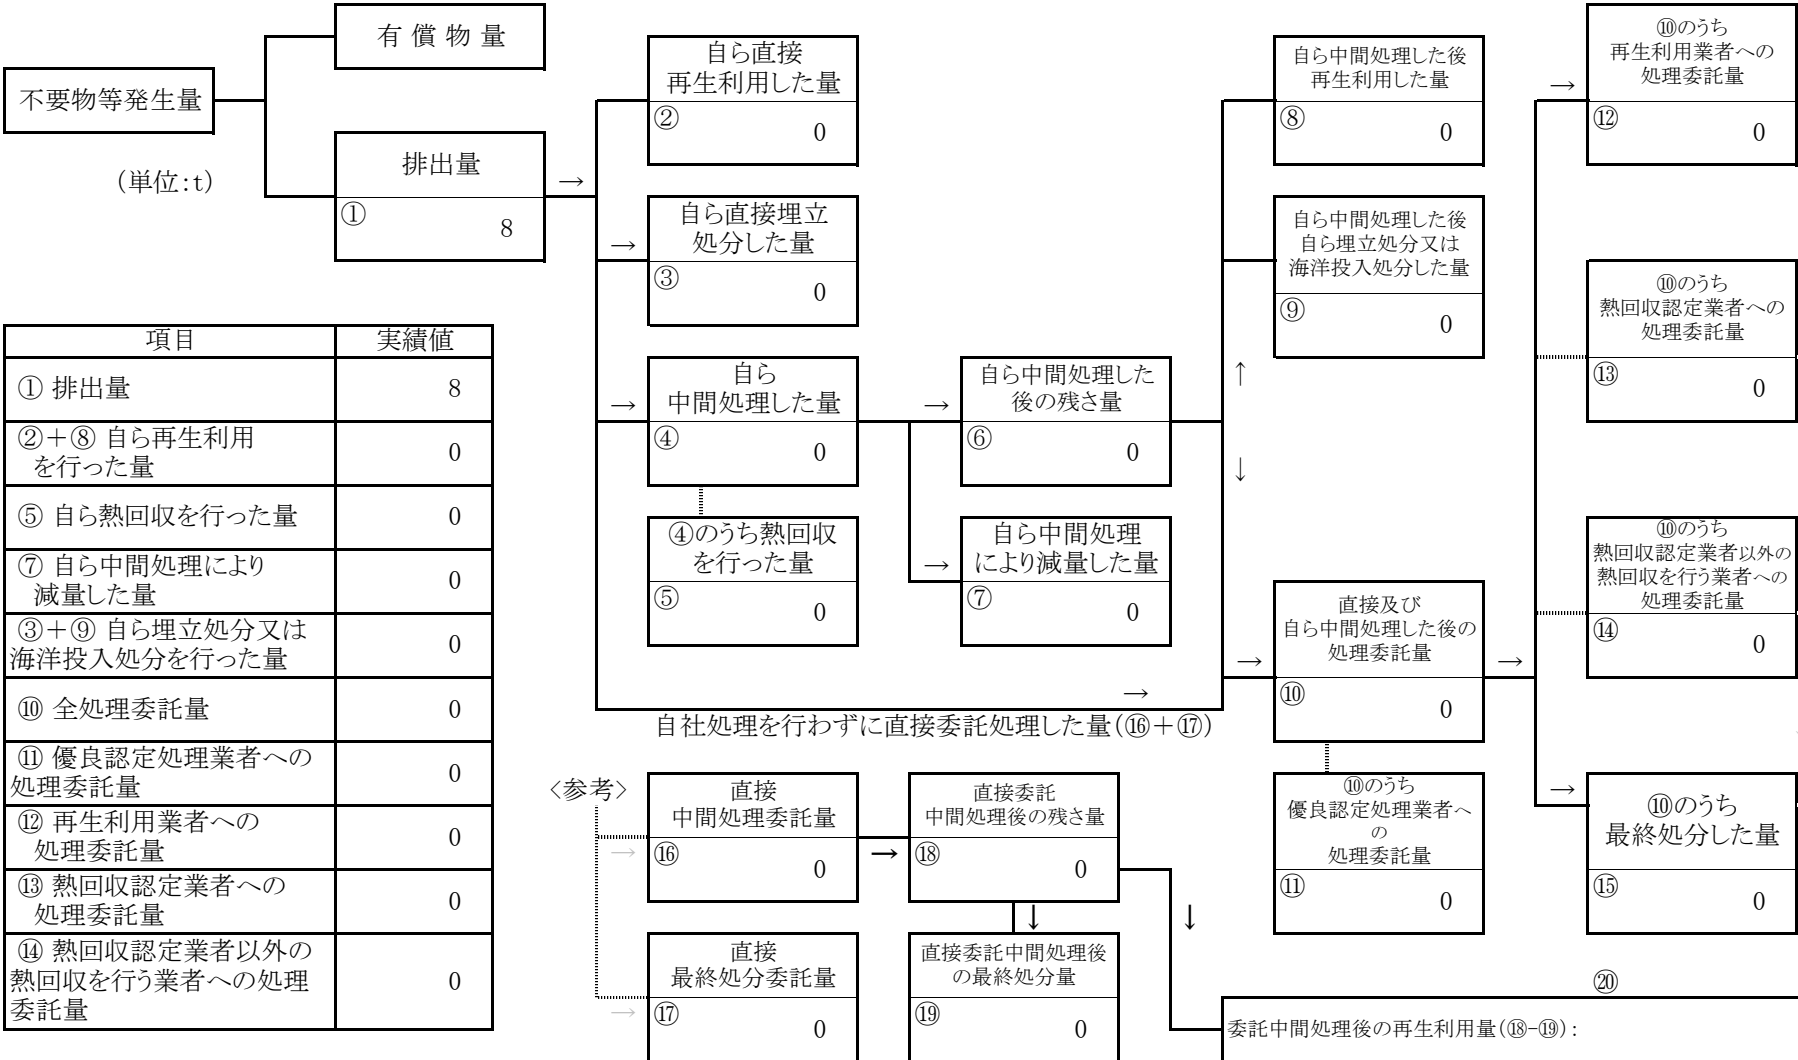 有 償 物 量
不要物等発生量
(単位:t)
排出量
①
8
→
自ら直接
再生利用した量
②
0
→
自ら直接埋立
処分した量
③
0
→
自ら
中間処理した量
④
0
④のうち熱回収
を行った量
⑤
0
→
自ら中間処理した
後の残さ量
⑥
0
→
自ら中間処理
により減量した量
⑦
0
自ら中間処理した後
再生利用した量
⑧
0
自ら中間処理した後
自ら埋立処分又は
海洋投入処分した量
⑨
0
↑
↓
→
直接及び
自ら中間処理した後の
処理委託量
⑩
0
⑩のうち
優良認定処理業者へ
の
処理委託量
⑪
0
→
→
⑩のうち
再生利用業者への
処理委託量
⑫
0
⑩のうち
熱回収認定業者への
処理委託量
⑬
0
⑩のうち
熱回収認定業者以外の
熱回収を行う業者への
処理委託量
⑭
0
→
⑩のうち
最終処分した量
⑮
0
→
自社処理を行わずに直接委託処理した量(⑯+⑰)
〈参考〉
→
直接
中間処理委託量
⑯
0
→
直接委託
中間処理後の残さ量
⑱
0
↓
↓
→
直接
最終処分委託量
⑰
0
直接委託中間処理後
の最終処分量
⑲
0
⑳
委託中間処理後の再生利用量(⑱-⑲):
項目 実績値
① 排出量 8
②+⑧ 自ら再生利用
を行った量 0
⑤ 自ら熱回収を行った量 0
⑦ 自ら中間処理により
減量した量 0
③+⑨ 自ら埋立処分又は
海洋投入処分を行った量 0
⑩ 全処理委託量 0
⑪ 優良認定処理業者への
処理委託量 0
⑫ 再生利用業者への
処理委託量 0
⑬ 熱回収認定業者への
処理委託量 0
⑭ 熱回収認定業者以外の
熱回収を行う業者への処理
委託量 0